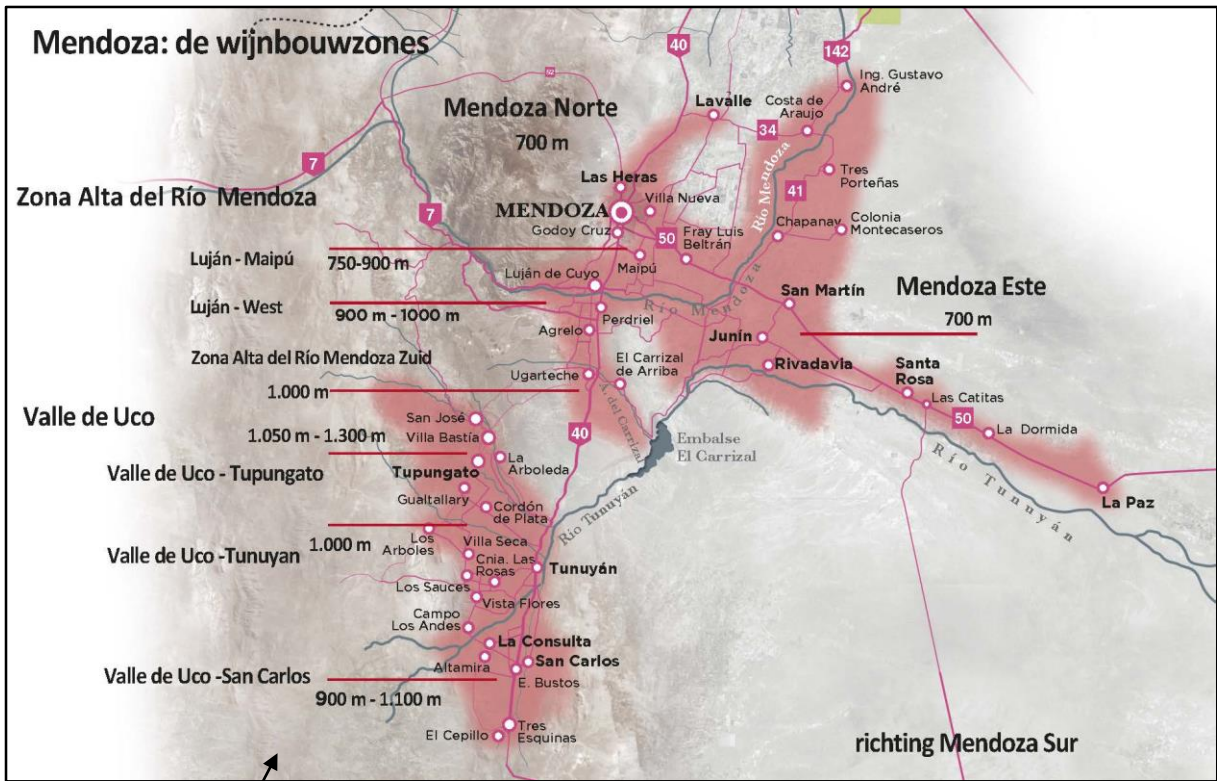 Mendoza: de wijnbouwzones
40
142
Ing. Gustavo
André
Mendoza Norte
700 m
Lavalle
Costa de
Araujo
34
7
52
Zona Alta del Río Mendoza
Las Heras
Tres
Porteñas
41
Río Mendoza
7
MENDOZA
Villa Nueva
Godoy Cruz
50
Fray Luis
Beltrán
Chapanay
Colonia
Montecaseros
Luján - Maipú
750-900 m
Maipú
Luján de Cuyo
Río Mendoza
San Martín
Mendoza Este
700 m
Luján - West
900 m - 1000 m
Perdriel
Agrelo
Junín
Zona Alta del Río Mendoza Zuid
1.000 m
Ugarteche
El Carrizal
de Arriba
Rivadavia
Santa
Rosa
Las Catitas
A. del Carrizal
50
La Dormida
Valle de Uco
San José
1.050 m - 1.300 m
Villa Bastía
40
Embalse
El Carrizal
La
Arboleda
Valle de Uco - Tupungato
Tupungato
Gualtallary
Cordón
de Plata
Río Tunuyán
La Paz
Río Tunuyán
Valle de Uco -Tunuyan
1.000 m
Los
Arboles
Villa Seca
Cnia. Las
Rosas
Tunuyán
Los Sauces
Vista Flores
Campo
Los Andes
La Consulta
Altamira
San Carlos
E. Bustos
Valle de Uco -San Carlos
900 m - 1.100 m
Tres
Esquinas
El Cepillo
richting Mendoza Sur